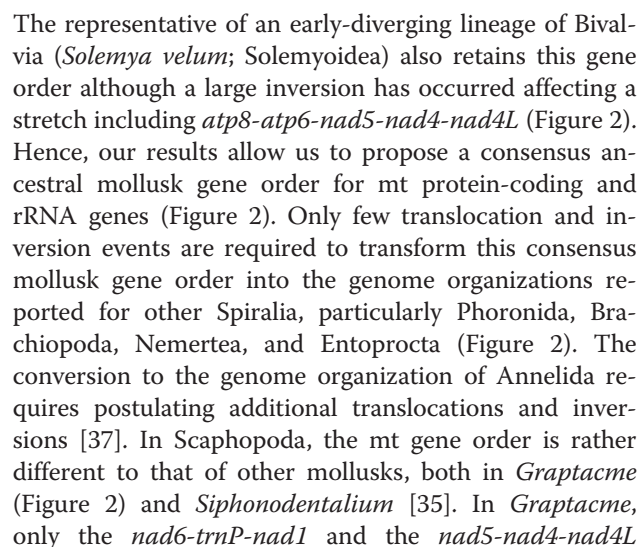 The representative of an early-diverging lineage of Bival-
via (Solemya velum; Solemyoidea) also retains this gene
order although a large inversion has occurred affecting a
stretch including atp8-atp6-nad5-nad4-nad4L (Figure 2).
Hence, our results allow us to propose a consensus an-
cestral mollusk gene order for mt protein-coding and
rRNA genes (Figure 2). Only few translocation and in-
version events are required to transform this consensus
mollusk gene order into the genome organizations re-
ported for other Spiralia, particularly Phoronida, Bra-
chiopoda, Nemertea, and Entoprocta (Figure 2). The
conversion to the genome organization of Annelida re-
quires postulating additional translocations and inver-
sions [37]. In Scaphopoda, the mt gene order is rather
different to that of other mollusks, both in Graptacme
(Figure 2) and Siphonodentalium [35]. In Graptacme,
only the nad6-trnP-nad1 and the nad5-nad4-nad4L